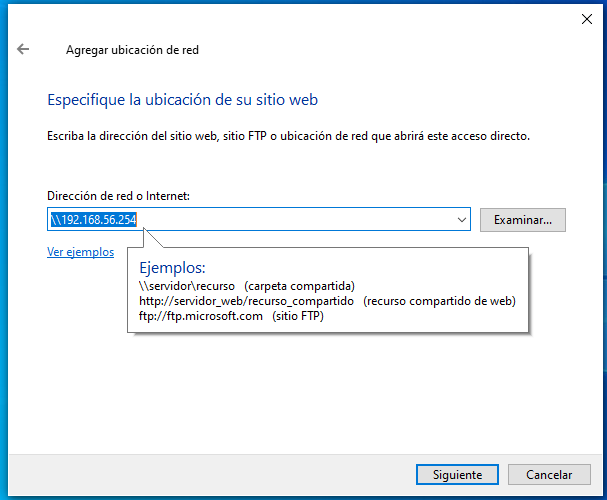 Agregar ubicación de red
Especifique la ubicación de su sitio web
Escriba la dirección del sitio web, sitio FTP o ubicación de red que abrirá este acceso directo.
Dirección de red o Internet:
\\192.168.56.254
Examinar...
Ver ejemplos
Ejemplos:
\\servidor\recurso (carpeta compartida)
http://servidor_web/recurso_compartido (recurso compartido de web)
ftp://ftp.microsoft.com (sitio FTP)
Siguiente
Cancelar